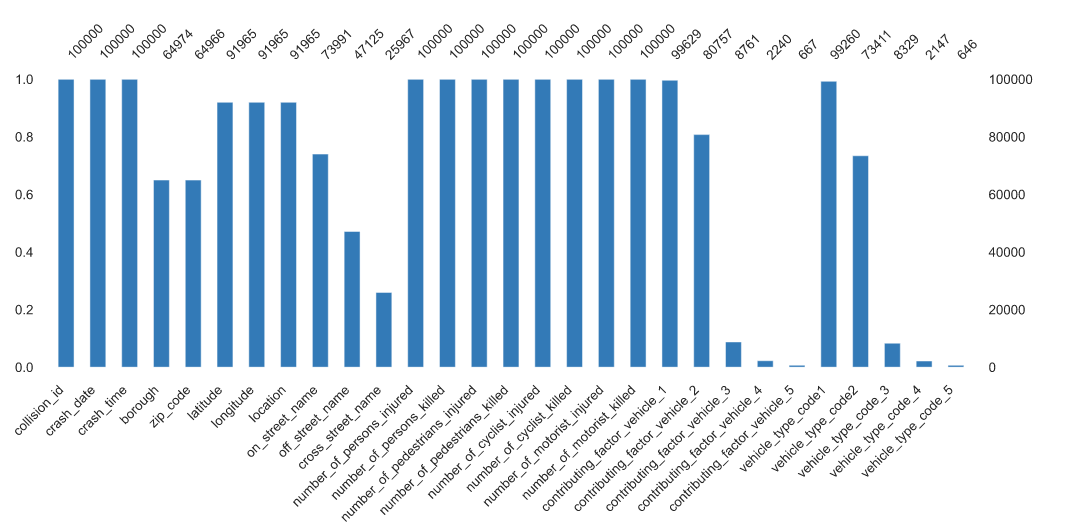 100000
100000
100000
64974
64966
91965
91965
91965
73991
47125
25967
100000
100000
100000
100000
100000
100000
100000
100000
99629
80757
8761
2240
667
99260
73411
8329
2147
646
1.0
100000
0.8
80000
0.6
60000
0.4
40000
0.2
20000
0.0
0
collision_id
crash_date
crash_time
borough
zip_code
latitude
longitude
location
on_street_name
off_street_name
cross_street_name
number_of_persons_injured
number_of_persons_killed
number_of_pedestrians_injured
number_of_pedestrians_killed
number_of_cyclist_injured
number_of_cyclist_killed
number_of_motorist_injured
number_of_motorist_killed
contributing_factor_vehicle_1
contributing_factor_vehicle_2
contributing_factor_vehicle_3
contributing_factor_vehicle_4
contributing_factor_vehicle_5
vehicle_type_code1
vehicle_type_code2
vehicle_type_code_3
vehicle_type_code_4
vehicle_type_code_5